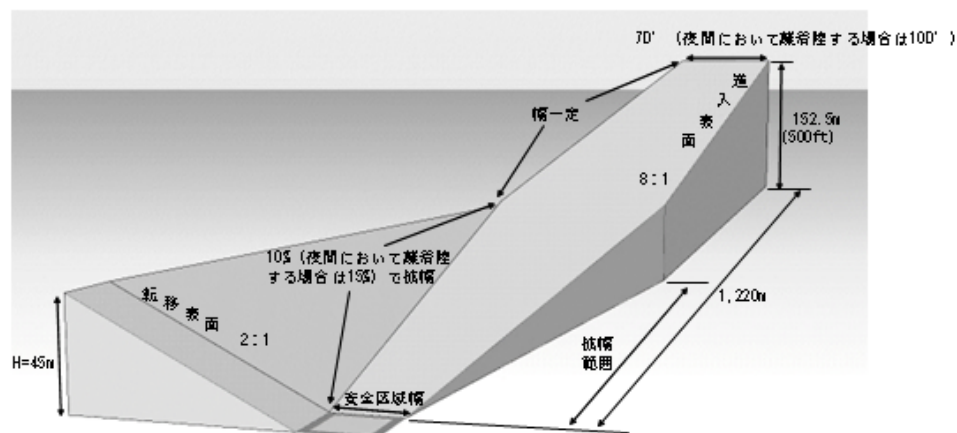 7D' (夜間において離着陸する場合は10D')
進入表面
幅一定
152.5m
(500ft)
8:1
10%(夜間において離着陸
する場合は15%)で拡幅
転移表面
2:1
1,220m
H=45m
拡幅
範囲
安全区域幅